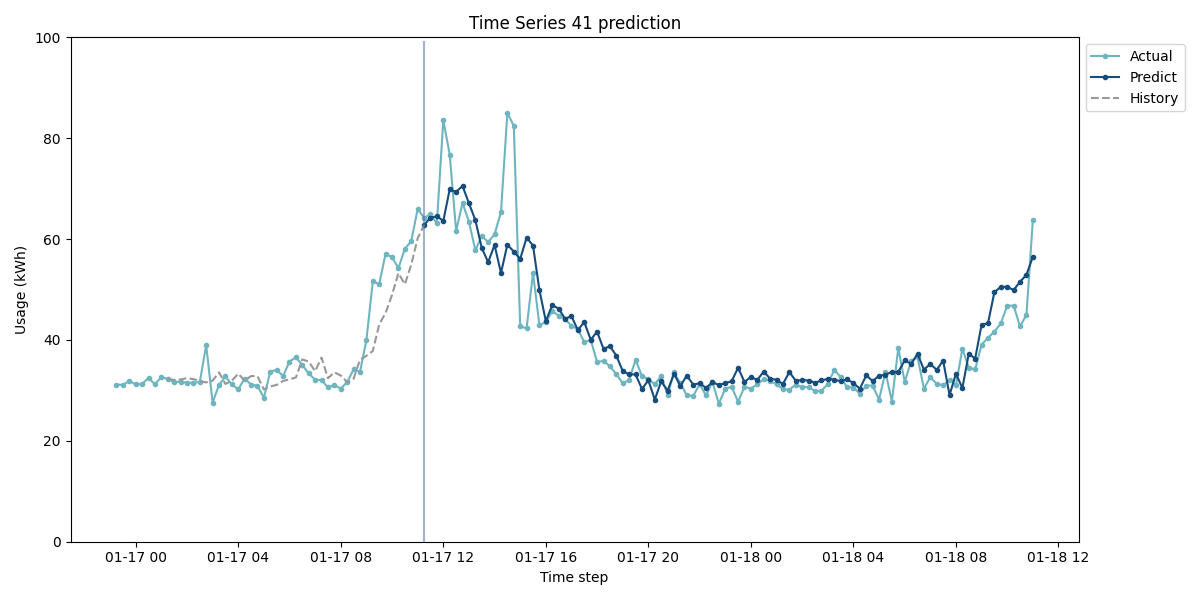 Time Series 41 prediction
Usage (kWh)
100
80
60
40
20
0
01-17 00
01-17 04
01-17 08
01-17 12
01-17 16
01-17 20
01-18 00
01-18 04
01-18 08
01-18 12
Time step
Actual
Predict
History